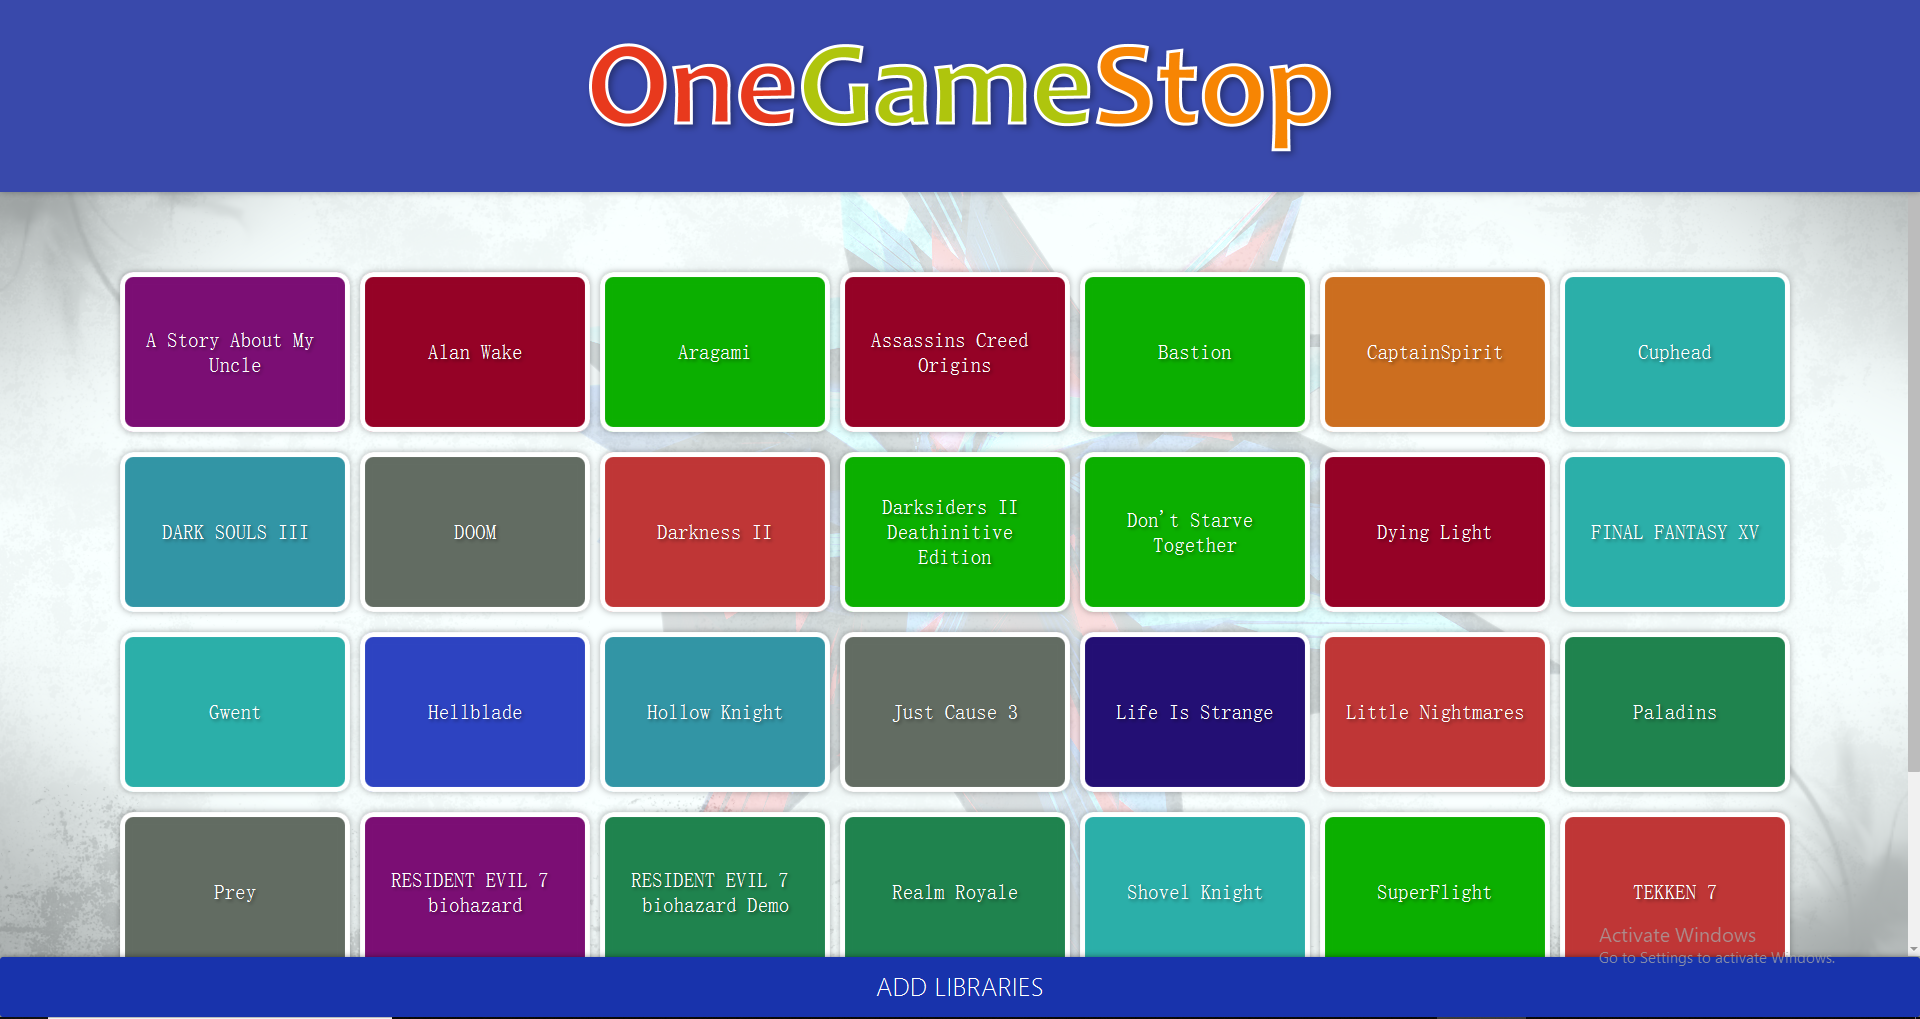 OneGameStop
A Story About My
Uncle
Alan Wake
Aragami
Assassins Creed
Origins
Bastion
CaptainSpirit
Cuphead
DARK SOULS III
DOOM
Darkness II
Darksiders II
Deathinitive
Edition
Don't Starve
Together
Dying Light
FINAL FANTASY XV
Gwent
Hellblade
Hollow Knight
Just Cause 3
Life Is Strange
Little Nightmares
Paladins
Prey
RESIDENT EVIL 7
biohazard
RESIDENT EVIL 7
biohazard Demo
Realm Royale
Shovel Knight
SuperFlight
TEKKEN 7
Activate Windows
Go to Settings to activate Windows.
ADD LIBRARIES